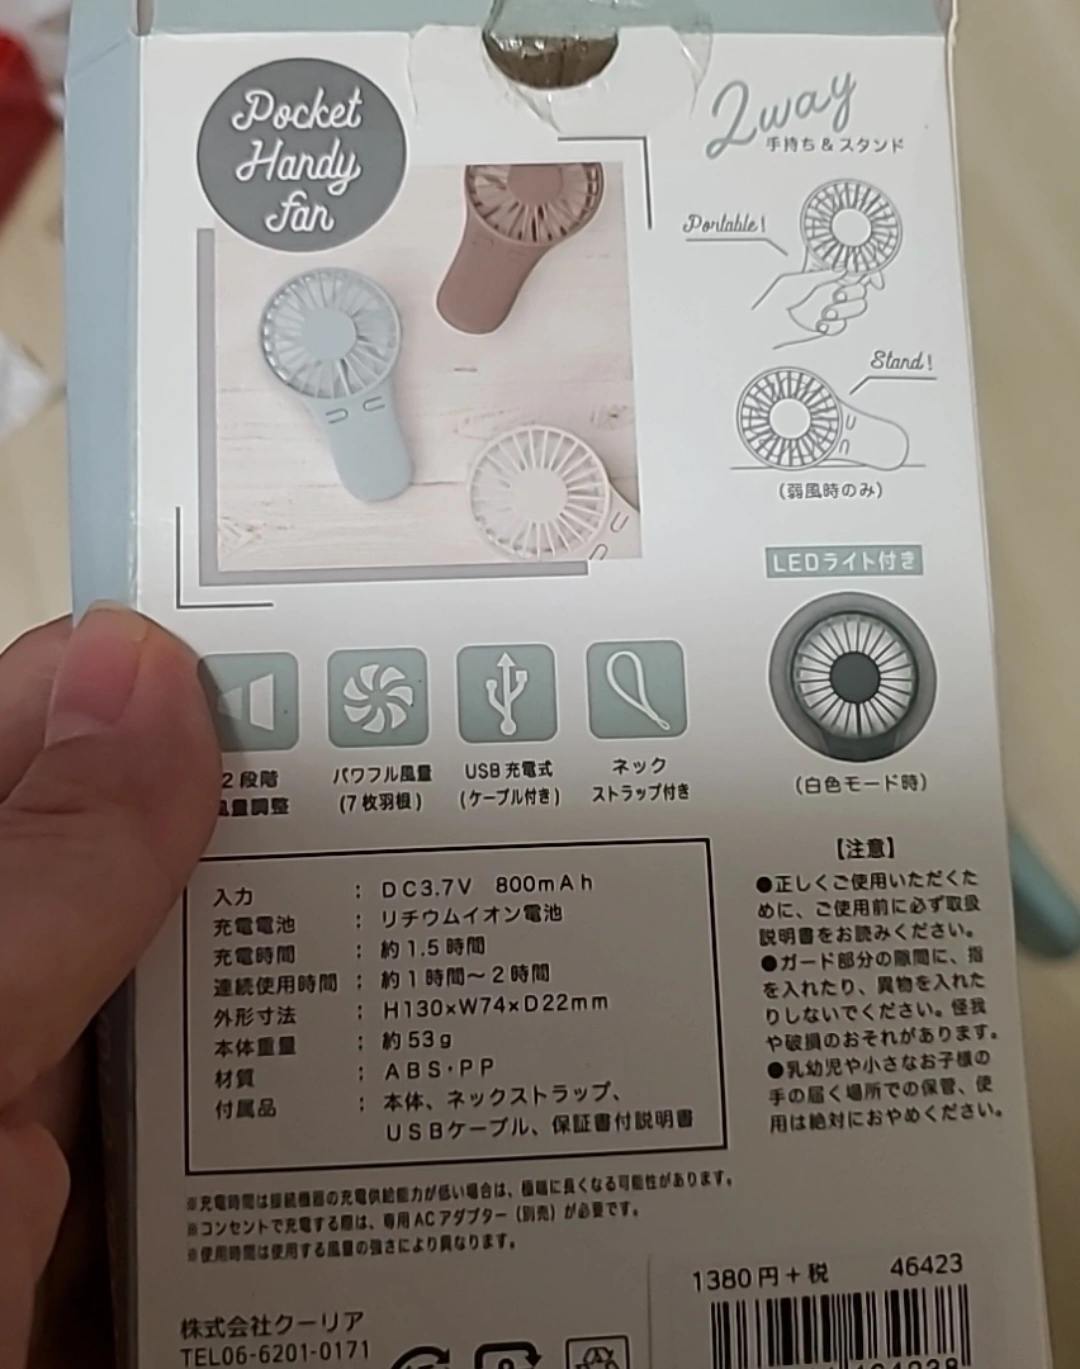 Pocket
Handy
fan
2way
手持ち&スタンド
Portable!
Stand!
(弱風時のみ)
LEDライト付き
(白色モード時)
2段階
風量調整
パワフル風量
(7枚羽根)
USB充電式
(ケーブル付き)
ネック
ストラップ付き
入力 : DC3.7V 800mAh
充電電池 : リチウムイオン電池
充電時間 : 約1.5時間
連続使用時間 : 約1時間〜2時間
外形寸法 : H130×W74×D22mm
本体重量 : 約53g
材質 : ABS・PP
付属品 : 本体、ネックストラップ、
USBケーブル、保証書付説明書
【注意】
●正しくご使用いただくた
めに、ご使用前に必ず取扱
説明書をお読みください。
●ガード部分の隙間に、指
を入れたり、異物を入れた
りしないでください。怪我
や破損のおそれがあります。
●乳幼児や小さなお子様の
手の届く場所での保管、使
用は絶対におやめください。
※充電時間は接続機器の充電供給能力が低い場合は、極端に長くなる可能性があります。
※コンセントで充電する際は、専用ACアダプター(別売)が必要です。
※使用時間は使用する風量の強さにより異なります。
1380円+税 46423
株式会社クーリア
TEL06-6201-0171